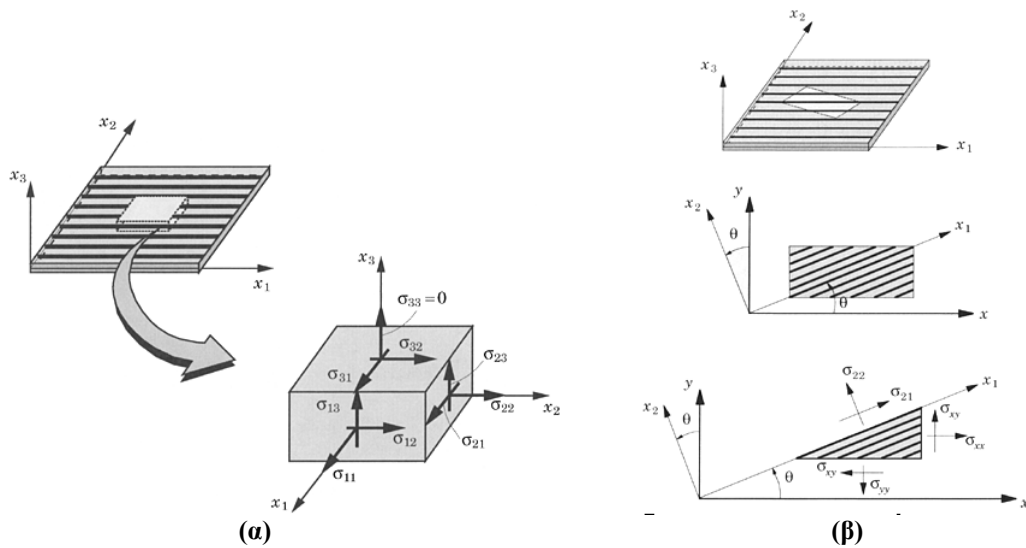 x₂
x₃
x₁
x₃
σ₃₃ = 0
σ₃₂
σ₃₁
σ₂₃
σ₁₃
σ₂₂
x₂
σ₁₂
σ₂₁
σ₁₁
x₁
(α)
x₂
x₃
x₁
y
x₂
θ
x₁
θ
x
y
σ₂₂
σ₂₁
x₁
x₂
θ
σxy
σxx
θ
σxy
σyy
x
(β)